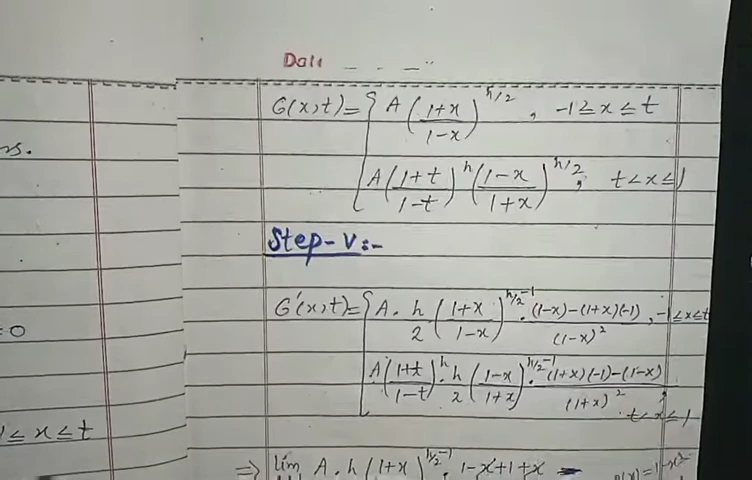 Date
G(x,t) = { A ((1+x)/(1-x))^(h/2) , -1 ≥ x ≤ t
A ((1+t)/(1-t))^h ((1-x)/(1+x))^(h/2) ; t < x ≤ 1
rs.
Step-V:-
G'(x,t) = { A · h/2 ((1+x)/(1-x))^(h/2-1) · ((1-x)-(1+x)(-1))/(1-x)^2 , -1 ≤ x ≤ t
=0
A ((1+t)/(1-t))^h · h/2 ((1-x)/(1+x))^(h/2-1) · ((1+x)(-1)-(1-x))/(1+x)^2 · t < x ≤ 1
≤ x ≤ t
⇒ lim A · h (1+x)^(h/2-1) · 1-x+1+x